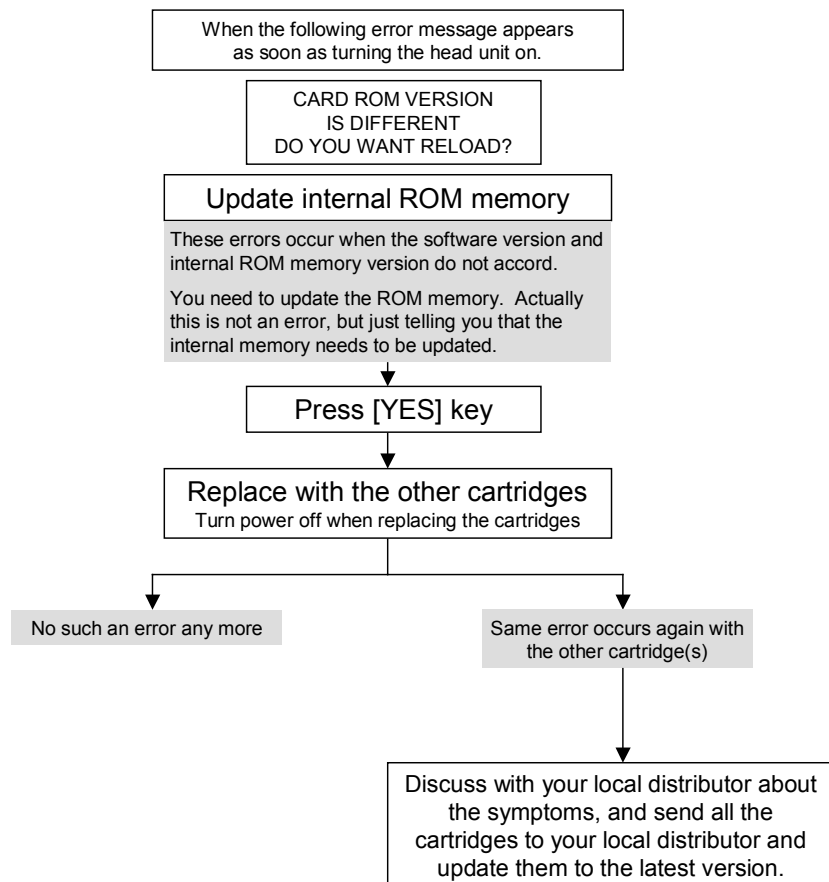 When the following error message appears
as soon as turning the head unit on.
CARD ROM VERSION
IS DIFFERENT
DO YOU WANT RELOAD?
Update internal ROM memory
These errors occur when the software version and
internal ROM memory version do not accord.
You need to update the ROM memory.  Actually
this is not an error, but just telling you that the
internal memory needs to be updated.
Press [YES] key
Replace with the other cartridges
Turn power off when replacing the cartridges
No such an error any more
Same error occurs again with
the other cartridge(s)
Discuss with your local distributor about
the symptoms, and send all the
cartridges to your local distributor and
update them to the latest version.